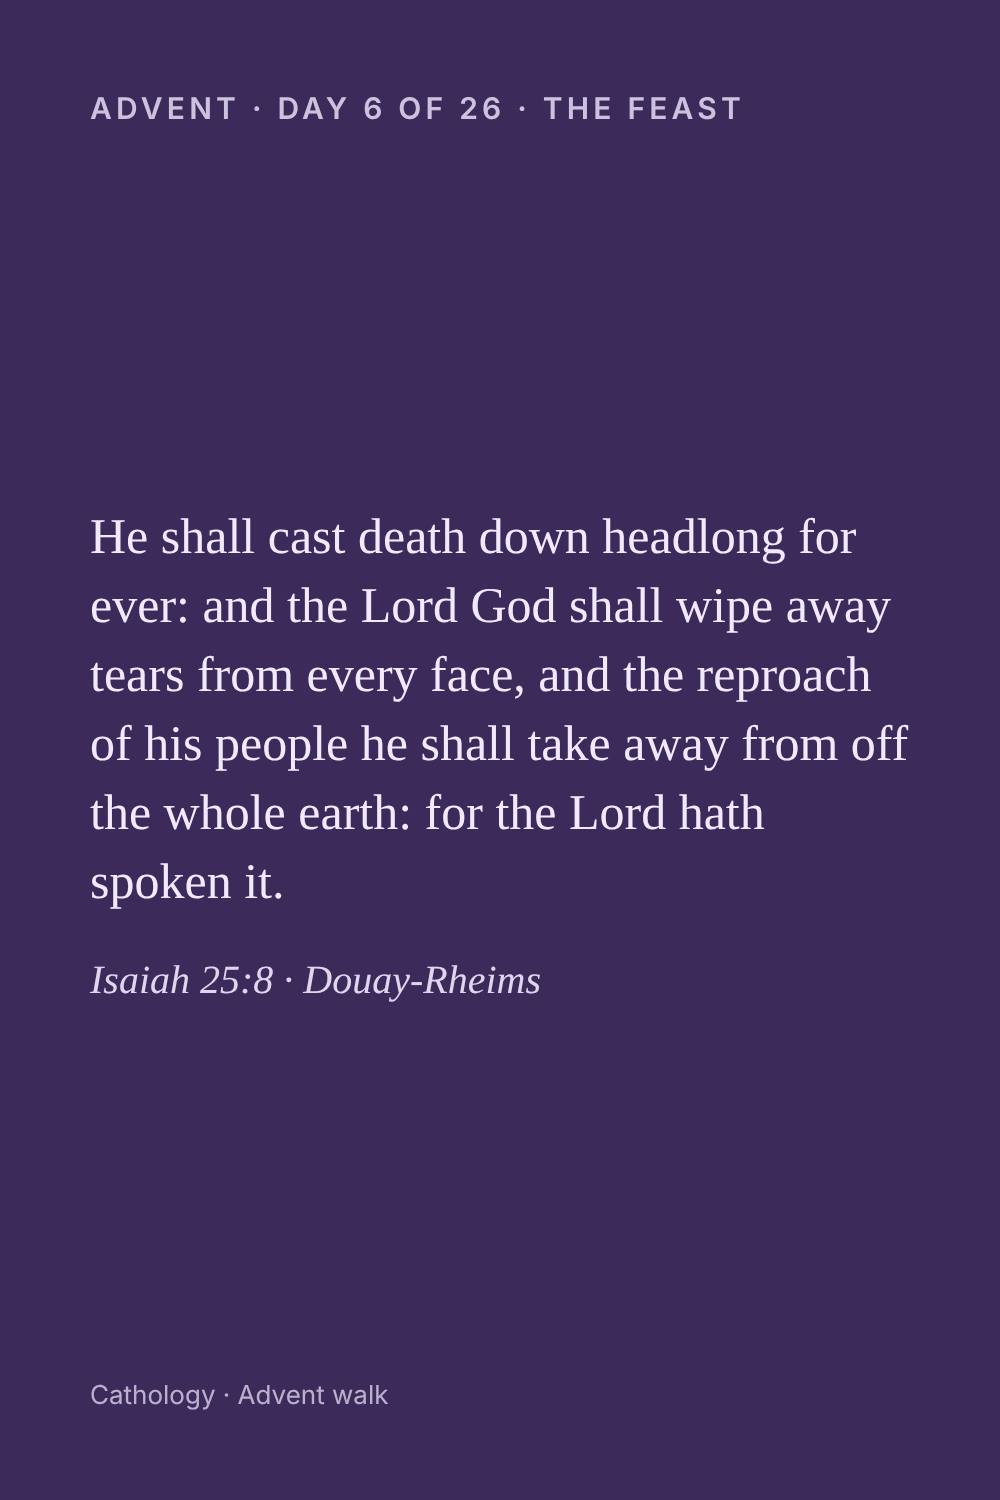 ADVENT · DAY 6 OF 26 · THE FEAST
He shall cast death down headlong for
ever: and the Lord God shall wipe away
tears from every face, and the reproach
of his people he shall take away from off
the whole earth: for the Lord hath
spoken it.
Isaiah 25:8 · Douay-Rheims
Cathology · Advent walk